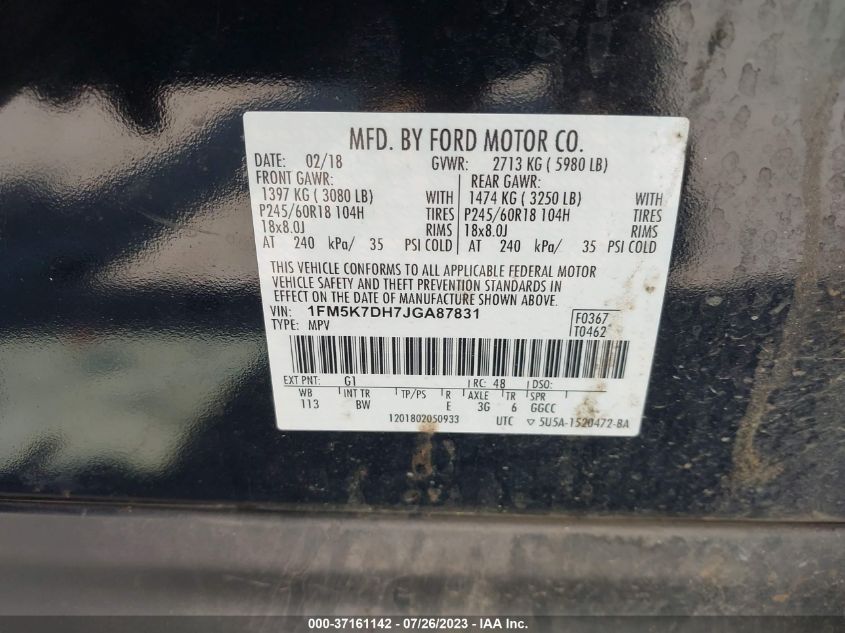 MFD. BY FORD MOTOR CO.
DATE: 02/18 GVWR: 2713 KG ( 5980 LB)
FRONT GAWR: REAR GAWR:
1397 KG ( 3080 LB) WITH 1474 KG ( 3250 LB) WITH
P245/60R18 104H TIRES P245/60R18 104H TIRES
18x8.0J RIMS 18x8.0J RIMS
AT 240 kPa/ 35 PSI COLD AT 240 kPa/ 35 PSI COLD
THIS VEHICLE CONFORMS TO ALL APPLICABLE FEDERAL MOTOR
VEHICLE SAFETY AND THEFT PREVENTION STANDARDS IN
EFFECT ON THE DATE OF MANUFACTURE SHOWN ABOVE.
VIN: 1FM5K7DH7JGA87831 F0367
TYPE: MPV T0462
EXT PNT: G1 RC: 48 DSO:
WB INT TR TP/PS R AXLE TR SPR
113 BW E 3G 6 GGCC
1201802050933 UTC ▽ 5U5A-1520472-BA
000-37161142 - 07/26/2023 - IAA Inc.